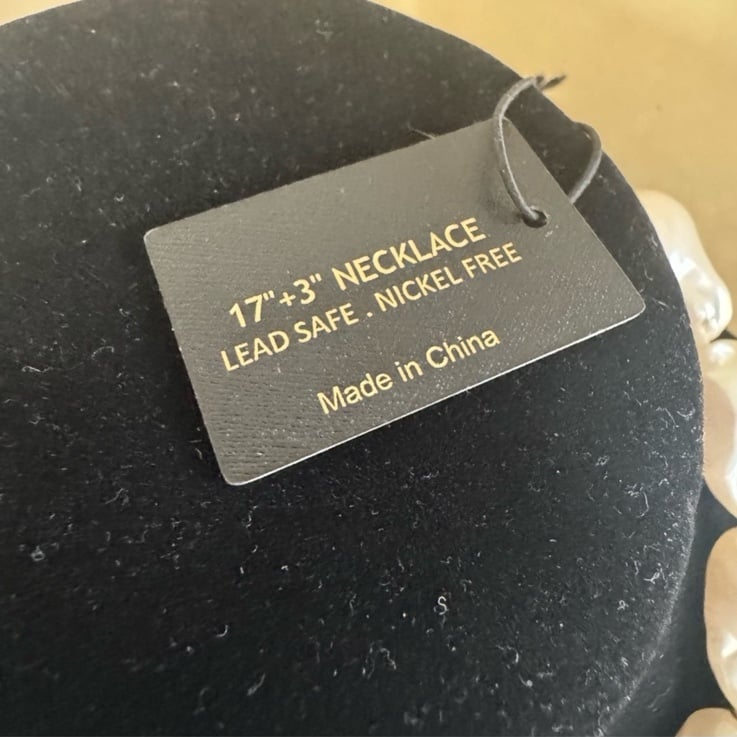 17"+3" NECKLACE
LEAD SAFE . NICKEL FREE
Made in China